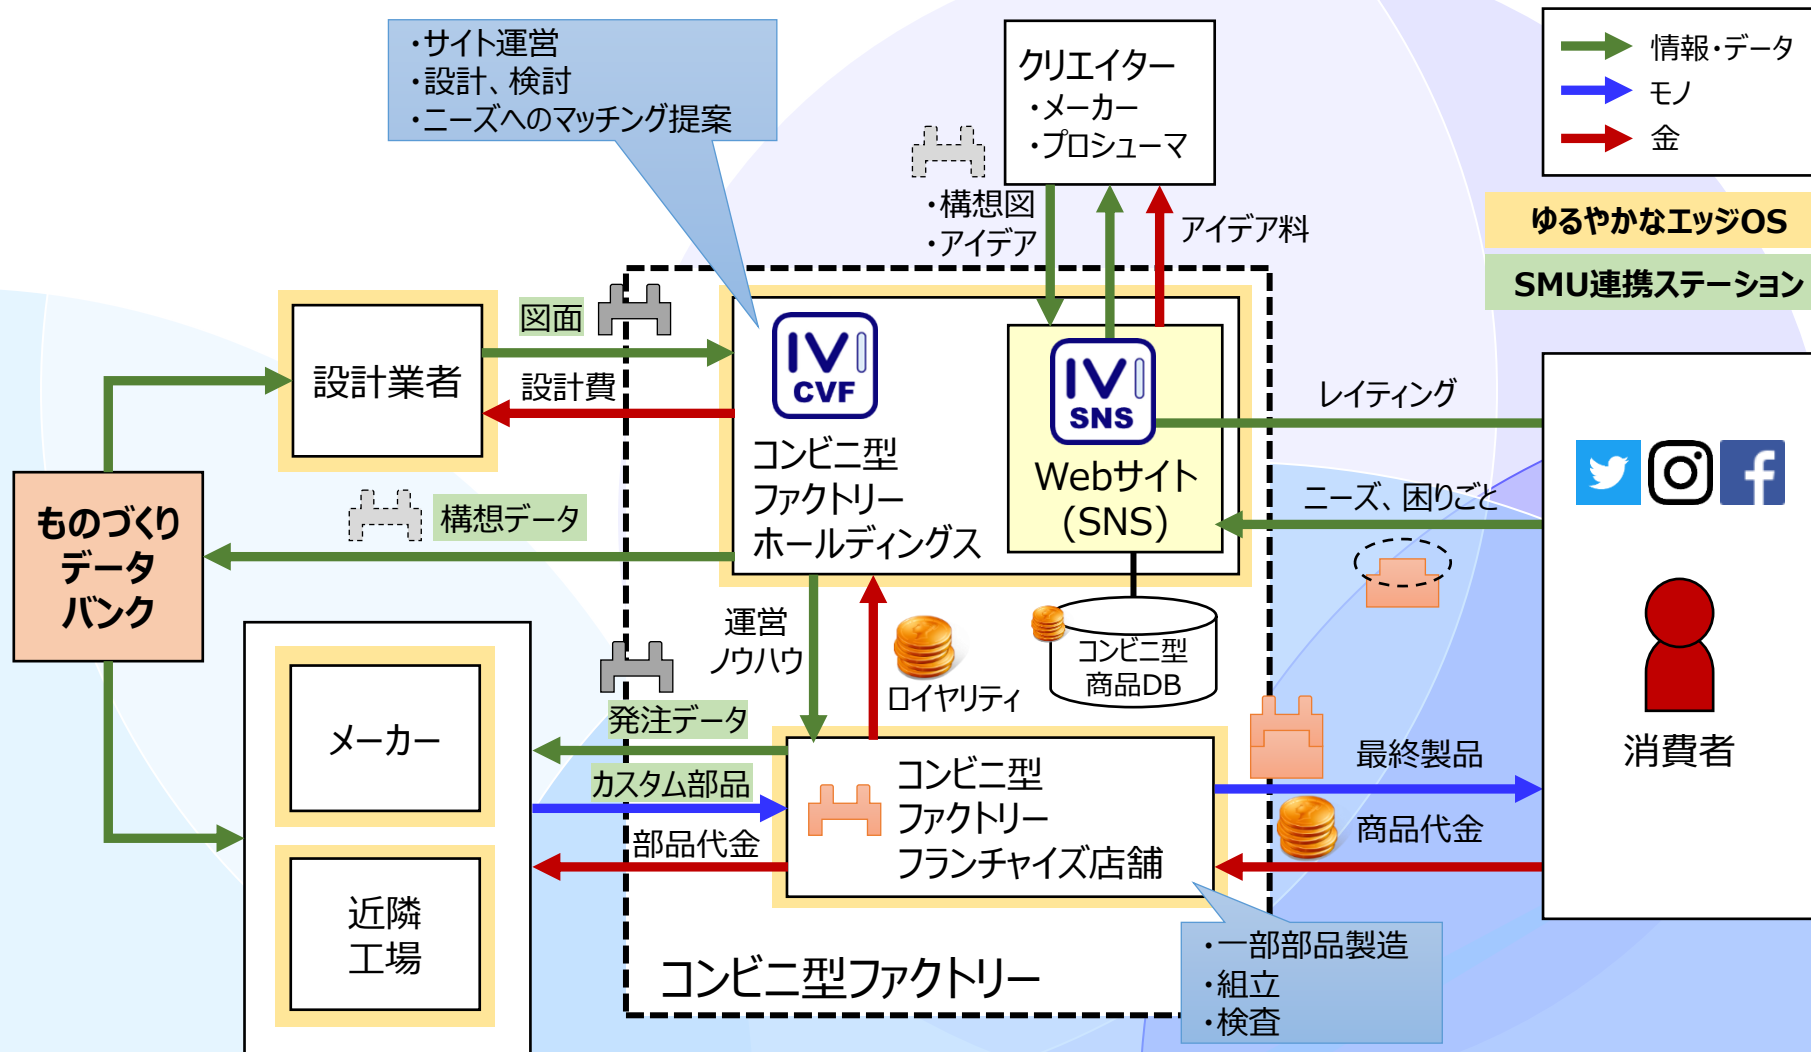 ・サイト運営
・設計、検討
・ニーズへのマッチング提案
クリエイター
・メーカー
・プロシューマ
情報・データ
モノ
金
ゆるやかなエッジOS
SMU連携ステーション
・構想図
・アイデア
アイデア料
図面
設計業者
設計費
IVI
CVF
コンビニ型
ファクトリー
ホールディングス
IVI
SNS
Webサイト
(SNS)
レイティング
ニーズ、困りごと
ものづくり
データ
バンク
構想データ
運営
ノウハウ
ロイヤリティ
コンビニ型
商品DB
発注データ
カスタム部品
部品代金
メーカー
近隣
工場
コンビニ型
ファクトリー
フランチャイズ店舗
最終製品
商品代金
消費者
コンビニ型ファクトリー
・一部部品製造
・組立
・検査